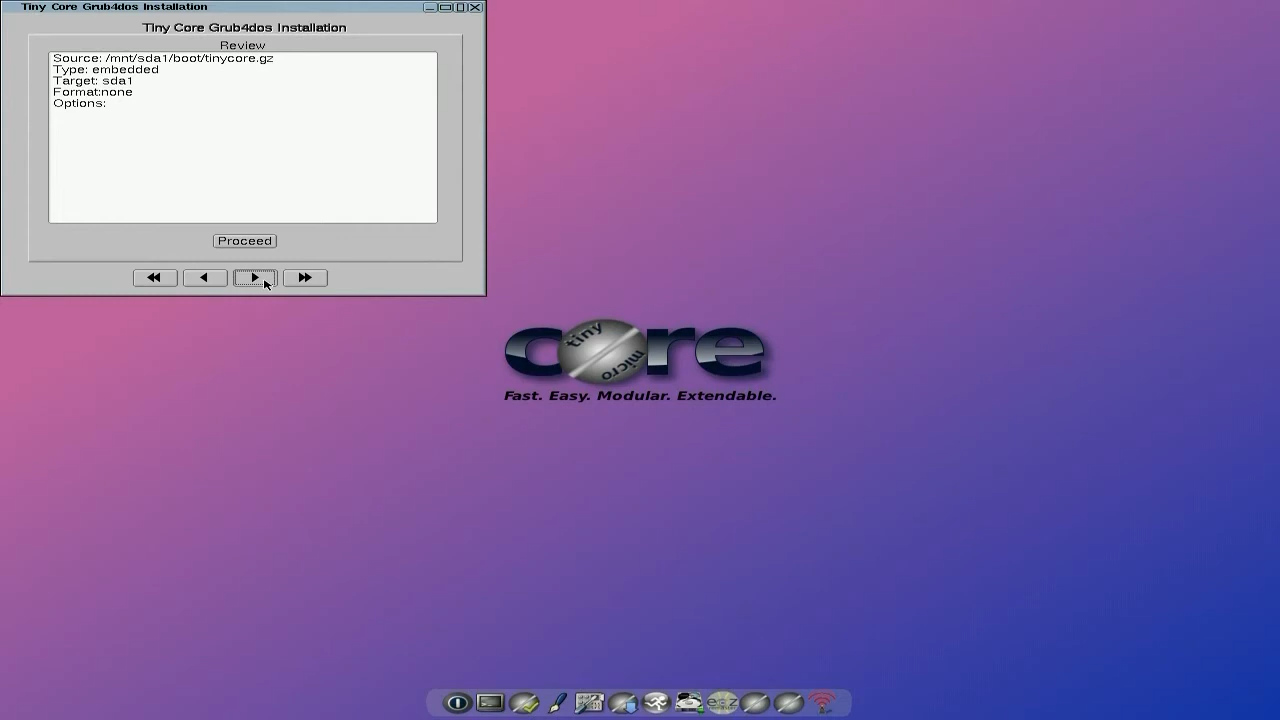 Tiny Core Grub4dos Installation
Tiny Core Grub4dos Installation
Review
Source: /mnt/sda1/boot/tinycore.gz
Type: embedded
Target: sda1
Format:none
Options:
Proceed
core
tiny
micro
Fast. Easy. Modular. Extendable.